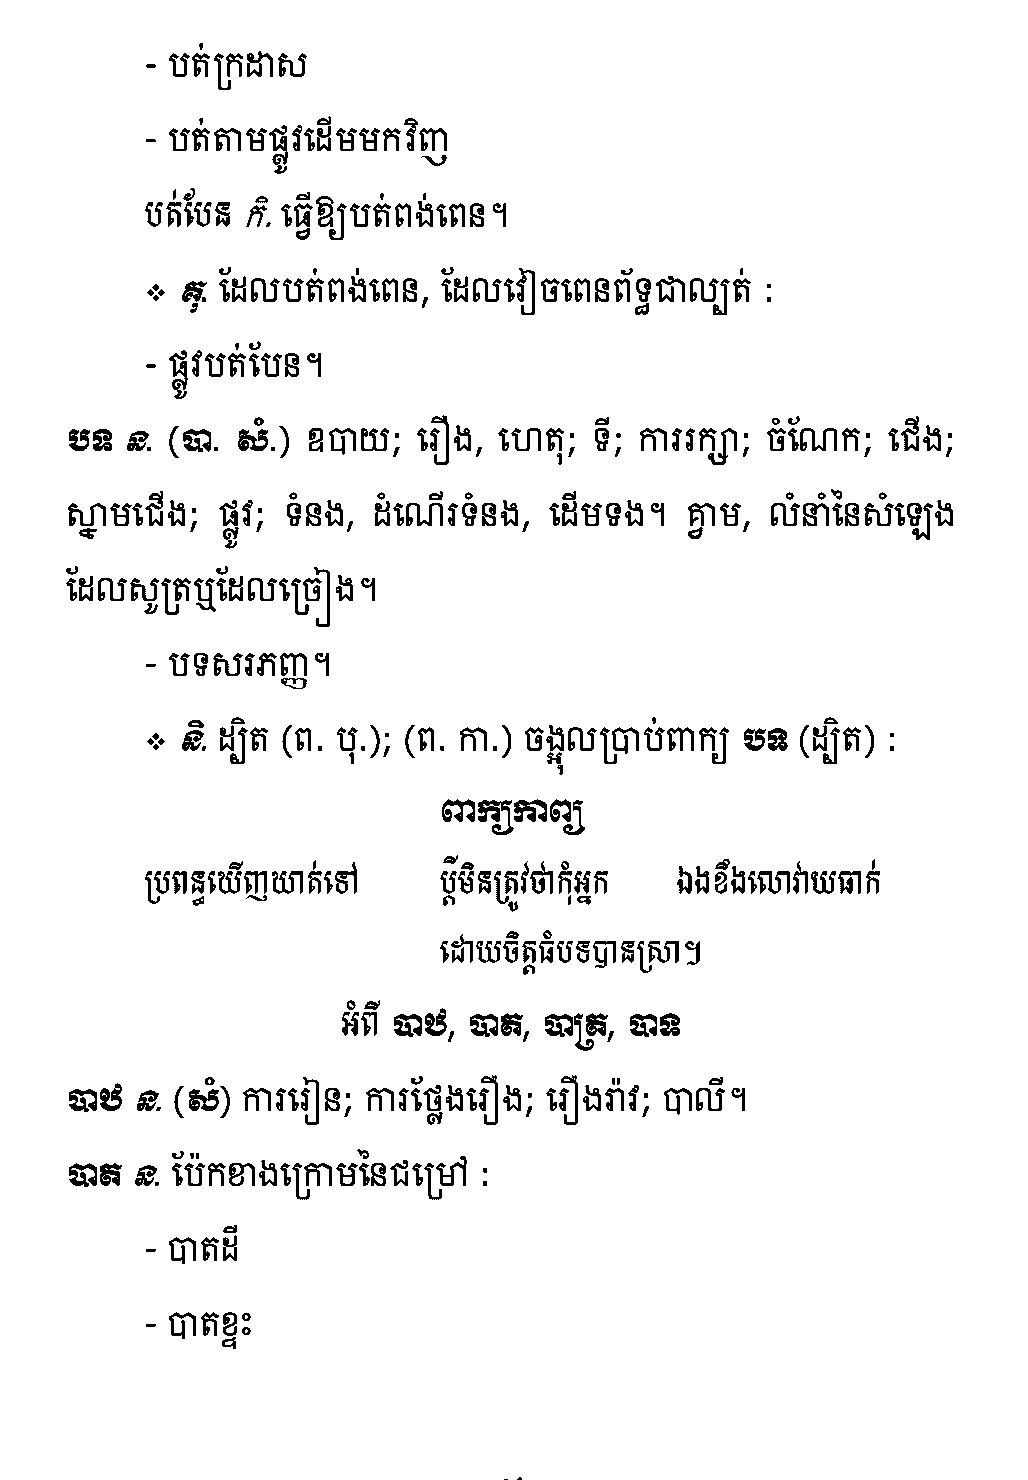 - បត់ក្រដាស
- បត់តាមផ្លូវដើមមកវិញ
បត់បែន កិ. ធ្វើឱ្យបត់ពង់ពេន។
❖ គុ. ដែលបត់ពង់ពេន, ដែលវៀចពេនព័ទ្ធជាល្បត់ :
- ផ្លូវបត់បែន។
បទ ន. (បា. សំ.) ឧបាយ; រឿង, ហេតុ; ទី; ការរក្សា; ចំណែក; ជើង;
ស្នាមជើង; ផ្លូវ; ទំនង, ដំណើរទំនង, ដើមទង។ គ្វាម, លំនាំនៃសំឡេង
ដែលសូត្រឬដែលច្រៀង។
- បទសរភញ្ញ។
❖ និ. ដ្បិត (ព. បុ.); (ព. កា.) ចង្អុលប្រាប់ពាក្យ បទ (ដ្បិត) :
ពាក្យកាព្យ
ប្រពន្ធឃើញឃាត់ទៅ ប្ដីមិនត្រូវថាកុំអ្នក ឯងខឹងលោវាយធាក់
ដោយចិត្តធំបទបានស្រា។
អំពី បាឋ, បាត, បាត្រ, បាទ
បាឋ ន. (សំ) ការរៀន; ការថ្លែងរឿង; រឿងរ៉ាវ; បាលី។
បាត ន. ប៉ែកខាងក្រោមនៃជម្រៅ :
- បាតដី
- បាតខ្ទះ